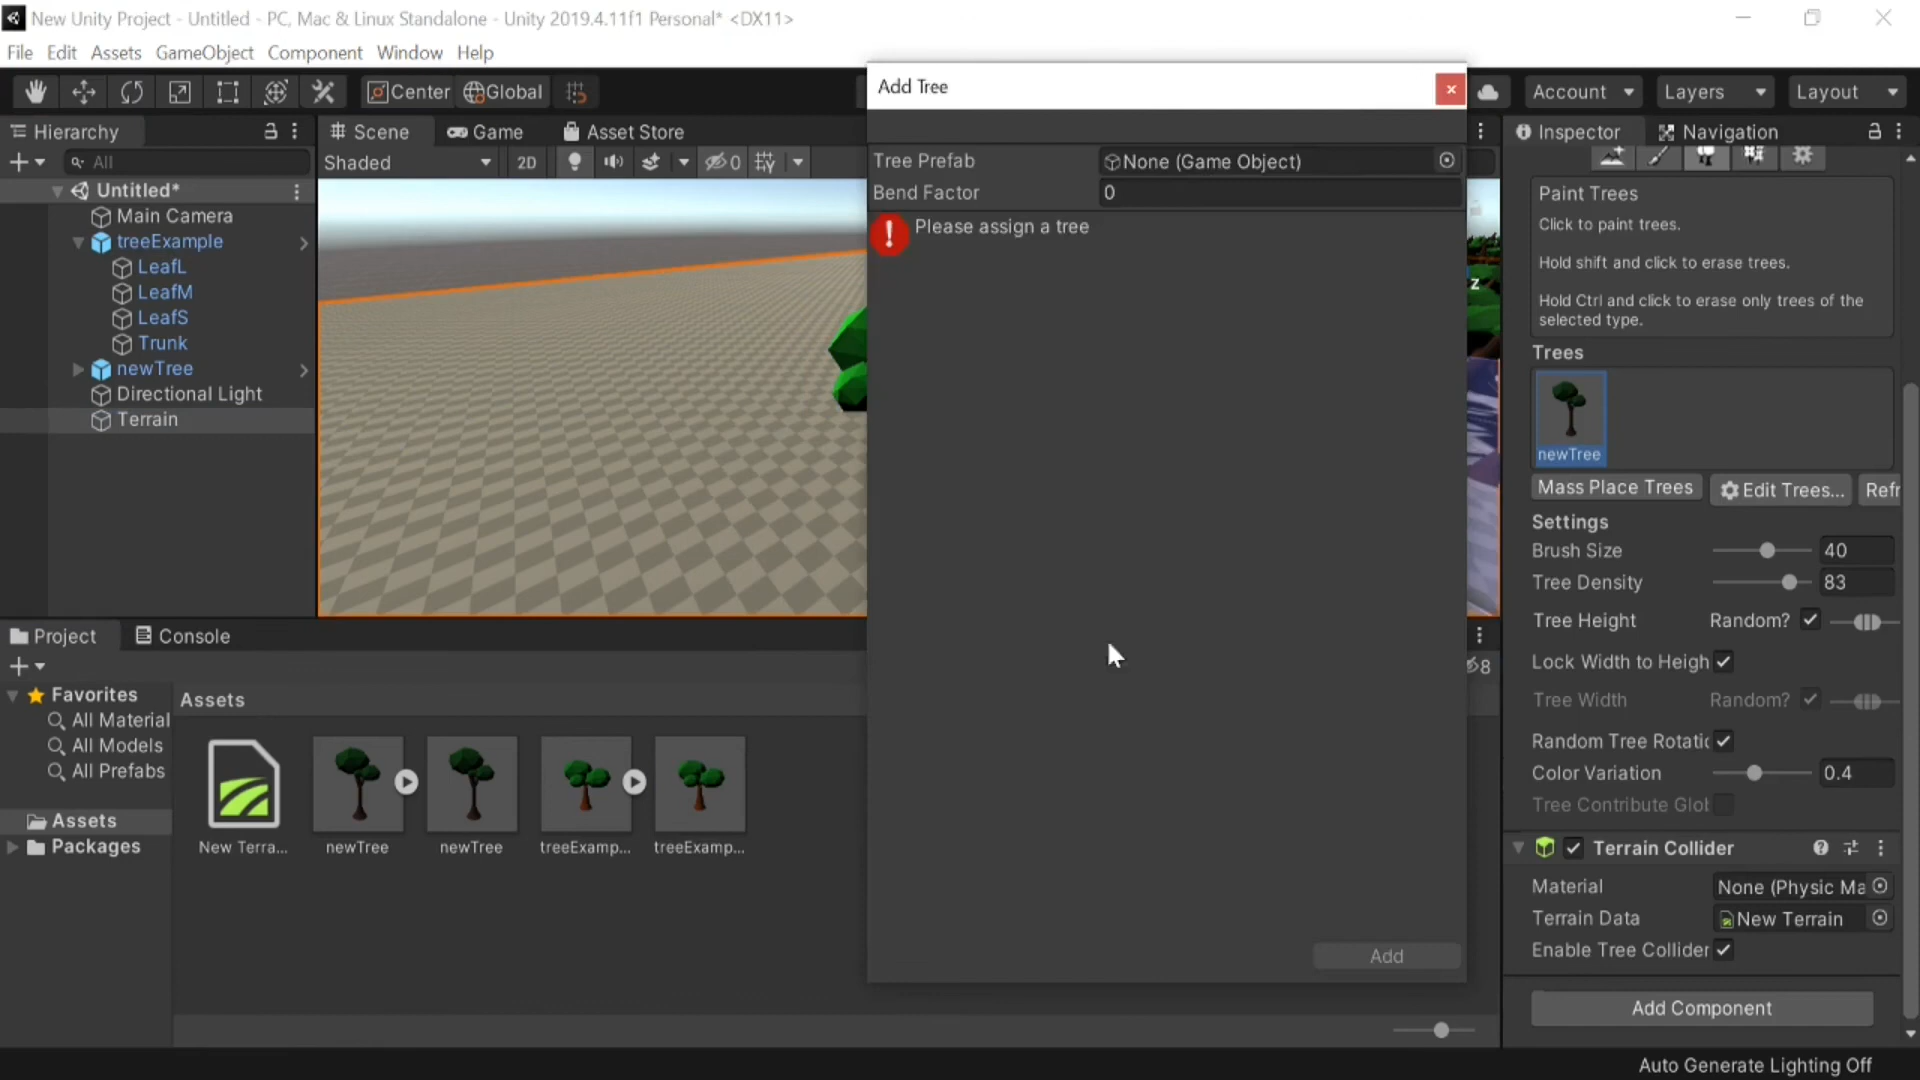 New Unity Project - Untitled - PC, Mac & Linux Standalone - Unity 2019.4.11f1 Personal* <DX11>
File Edit Assets GameObject Component Window Help
Center Global
Account Layers Layout
Hierarchy
All
Untitled*
Main Camera
treeExample
LeafL
LeafM
LeafS
Trunk
newTree
Directional Light
Terrain
Scene Game Asset Store
Shaded 2D 0
Add Tree
Tree Prefab None (Game Object)
Bend Factor 0
Please assign a tree
Add
z
Inspector Navigation
Paint Trees
Click to paint trees.
Hold shift and click to erase trees.
Hold Ctrl and click to erase only trees of the
selected type.
Trees
newTree
Mass Place Trees Edit Trees... Refr
Settings
Brush Size 40
Tree Density 83
Tree Height Random?
Lock Width to Heigh
Tree Width Random?
Random Tree Rotatic
Color Variation 0.4
Tree Contribute Glob
Terrain Collider
Material None (Physic Ma
Terrain Data New Terrain
Enable Tree Collider
Add Component
Project Console
8
Favorites
All Material
All Models
All Prefabs
Assets
Packages
Assets
New Terra... newTree newTree treeExamp... treeExamp...
Auto Generate Lighting Off